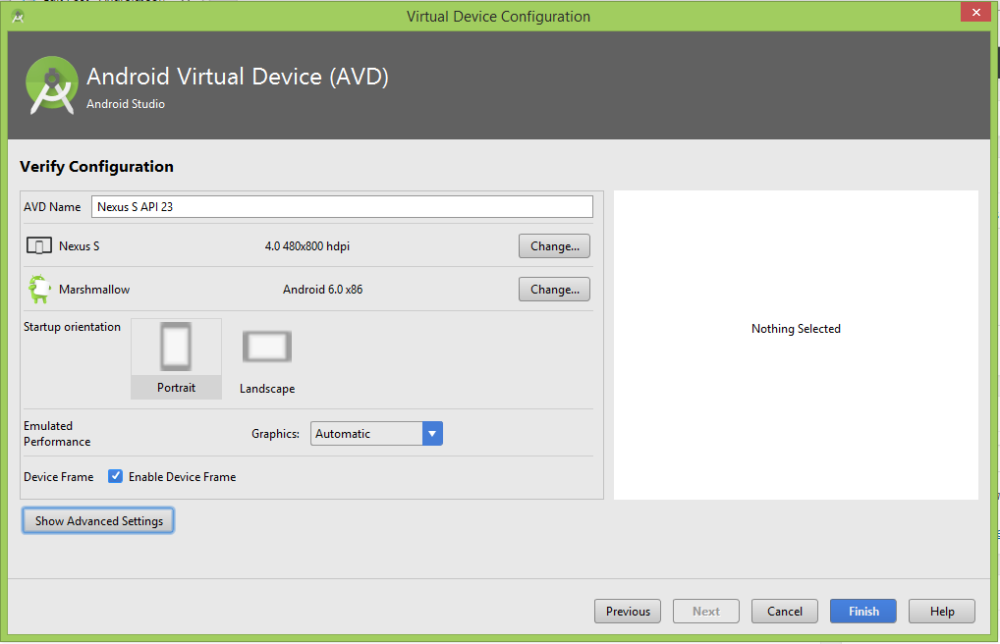 Virtual Device Configuration
Android Virtual Device (AVD)
Android Studio
Verify Configuration
AVD Name Nexus S API 23
Nexus S 4.0 480x800 hdpi Change...
Marshmallow Android 6.0 x86 Change...
Startup orientation
Portrait Landscape
Emulated
Performance Graphics: Automatic
Device Frame Enable Device Frame
Nothing Selected
Show Advanced Settings
Previous Next Cancel Finish Help